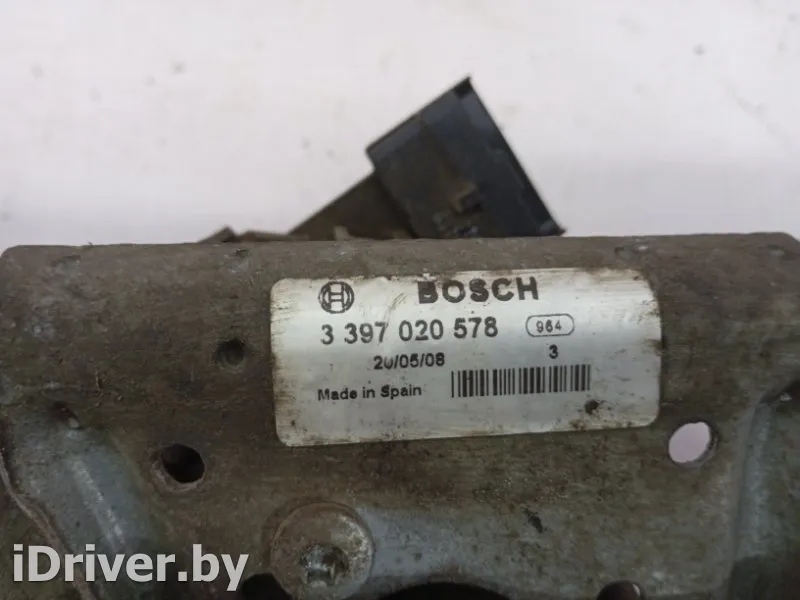 BOSCH
3 397 020 578 964
20/05/08 3
Made in Spain
iDriver.by